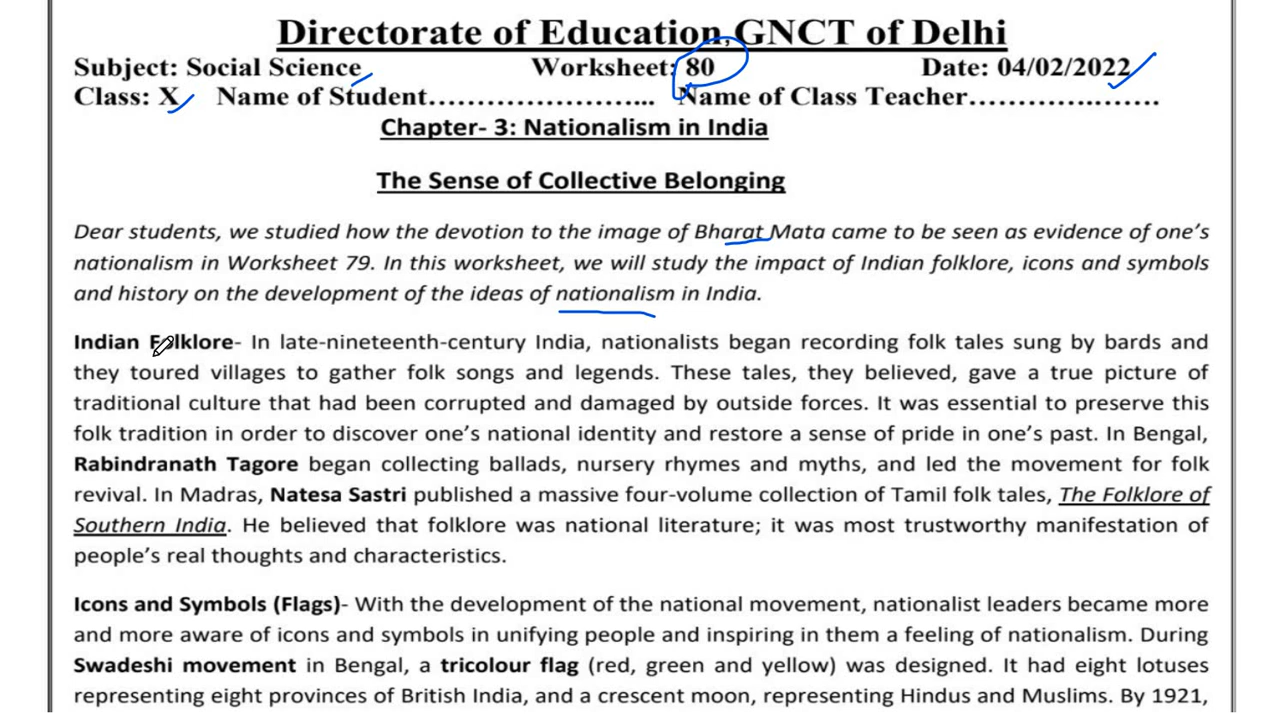 Directorate of Education,GNCT of Delhi
Subject: Social Science Worksheet: 80 Date: 04/02/2022
Class: X Name of Student…………………….. Name of Class Teacher…………..…….
Chapter- 3: Nationalism in India
The Sense of Collective Belonging
Dear students, we studied how the devotion to the image of Bharat Mata came to be seen as evidence of one’s
nationalism in Worksheet 79. In this worksheet, we will study the impact of Indian folklore, icons and symbols
and history on the development of the ideas of nationalism in India.
Indian Folklore- In late-nineteenth-century India, nationalists began recording folk tales sung by bards and
they toured villages to gather folk songs and legends. These tales, they believed, gave a true picture of
traditional culture that had been corrupted and damaged by outside forces. It was essential to preserve this
folk tradition in order to discover one’s national identity and restore a sense of pride in one’s past. In Bengal,
Rabindranath Tagore began collecting ballads, nursery rhymes and myths, and led the movement for folk
revival. In Madras, Natesa Sastri published a massive four-volume collection of Tamil folk tales, The Folklore of
Southern India. He believed that folklore was national literature; it was most trustworthy manifestation of
people’s real thoughts and characteristics.
Icons and Symbols (Flags)- With the development of the national movement, nationalist leaders became more
and more aware of icons and symbols in unifying people and inspiring in them a feeling of nationalism. During
Swadeshi movement in Bengal, a tricolour flag (red, green and yellow) was designed. It had eight lotuses
representing eight provinces of British India, and a crescent moon, representing Hindus and Muslims. By 1921,